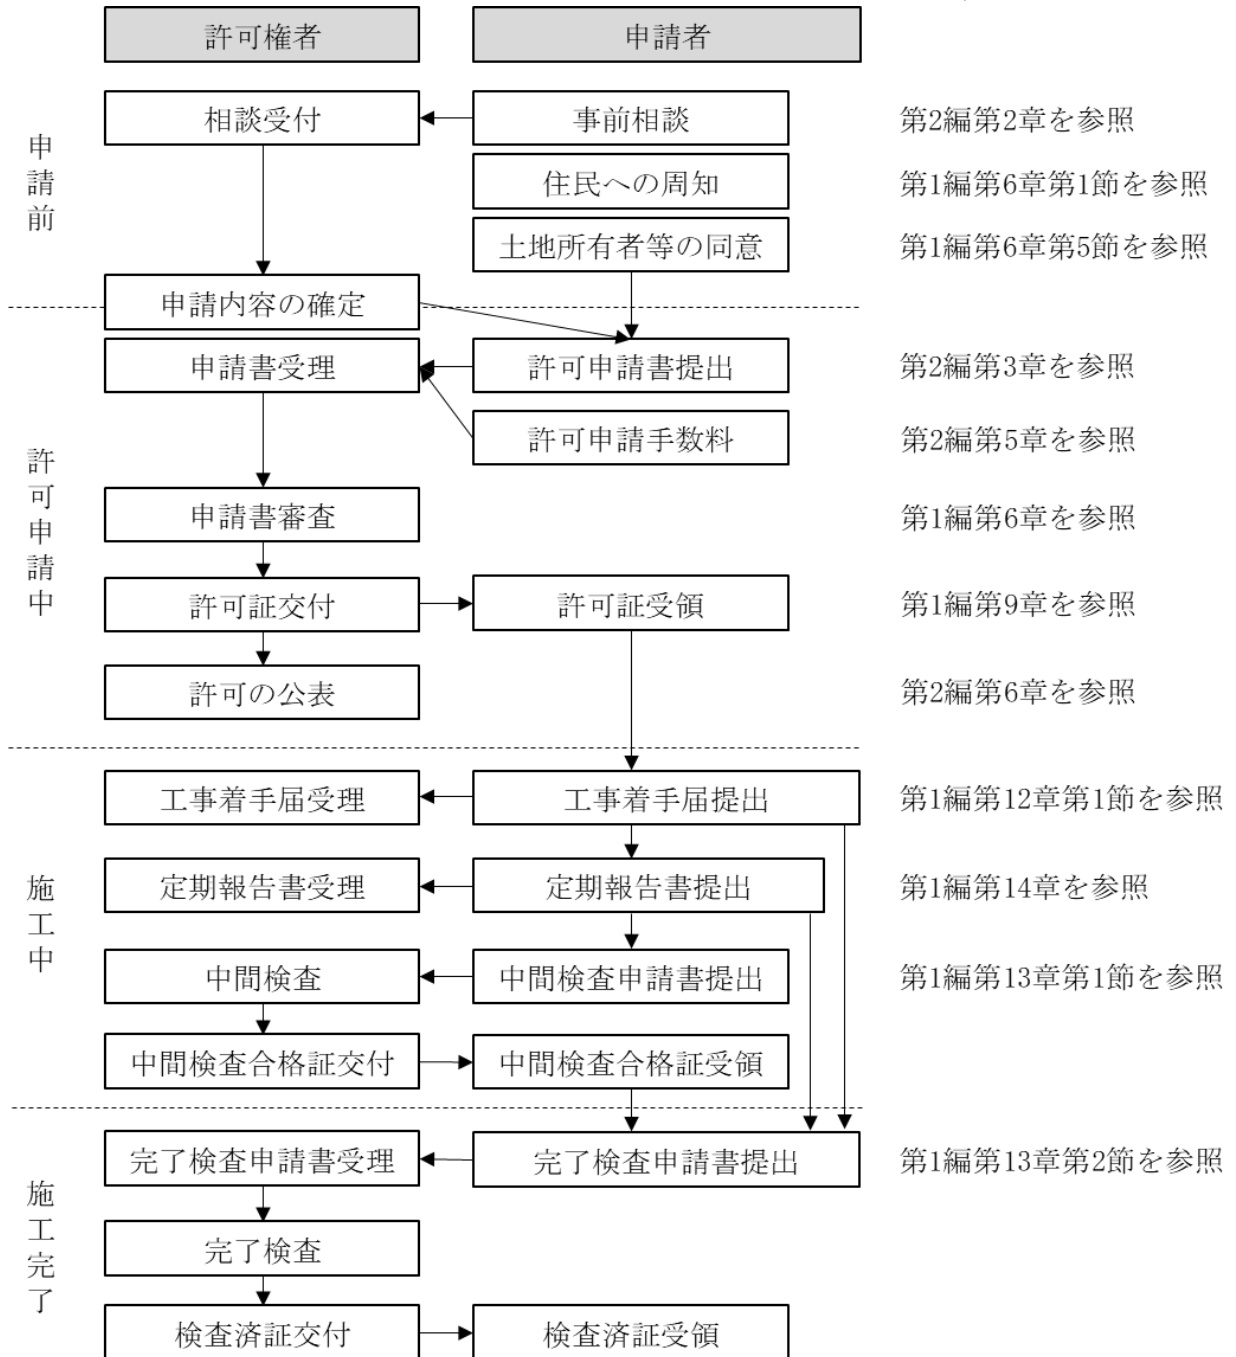 許可権者 申請者
申請前
相談受付 事前相談 第2編第2章を参照
住民への周知 第1編第6章第1節を参照
土地所有者等の同意 第1編第6章第5節を参照
申請内容の確定
許可申請中
申請書受理 許可申請書提出 第2編第3章を参照
許可申請手数料 第2編第5章を参照
申請書審査 第1編第6章を参照
許可証交付 許可証受領 第1編第9章を参照
許可の公表 第2編第6章を参照
施工中
工事着手届受理 工事着手届提出 第1編第12章第1節を参照
定期報告書受理 定期報告書提出 第1編第14章を参照
中間検査 中間検査申請書提出 第1編第13章第1節を参照
中間検査合格証交付 中間検査合格証受領
施工完了
完了検査申請書受理 完了検査申請書提出 第1編第13章第2節を参照
完了検査
検査済証交付 検査済証受領